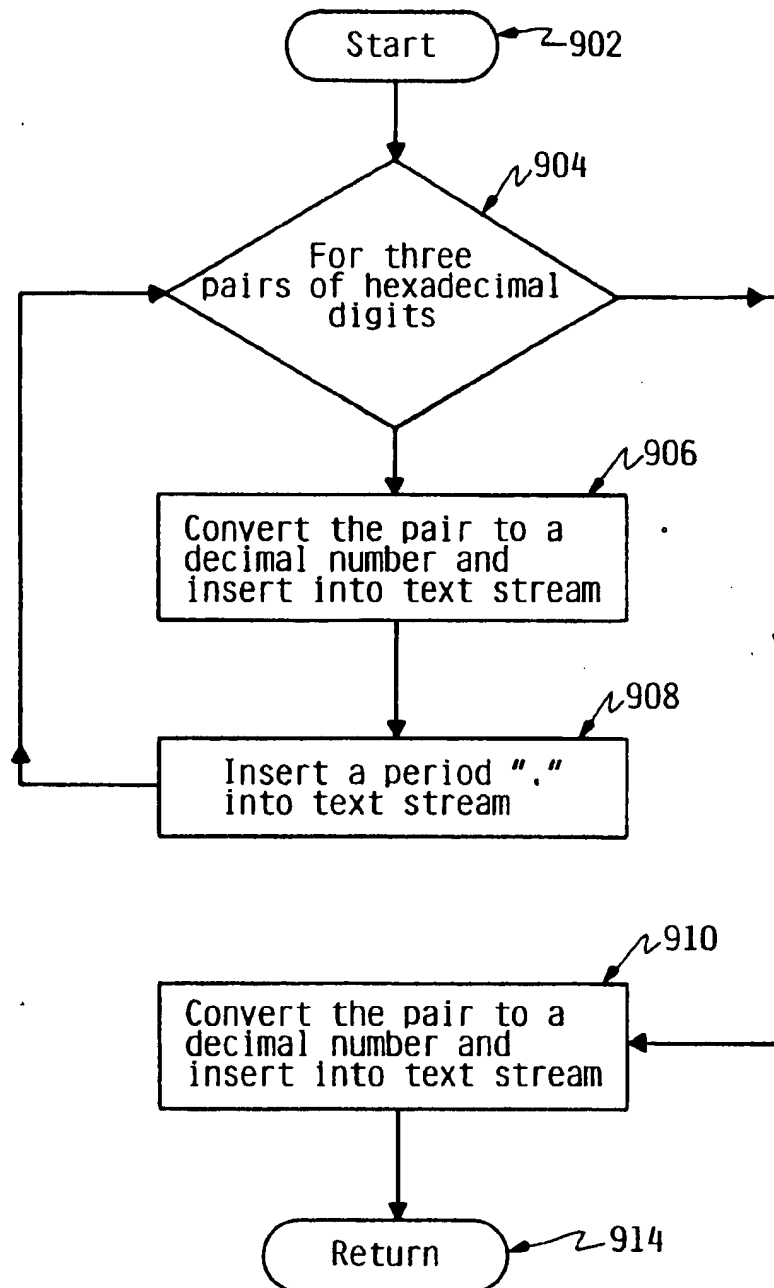 Start
902
904
For three
pairs of hexadecimal
digits
906
Convert the pair to a
decimal number and
insert into text stream
908
Insert a period "."
into text stream
910
Convert the pair to a
decimal number and
insert into text stream
Return
914